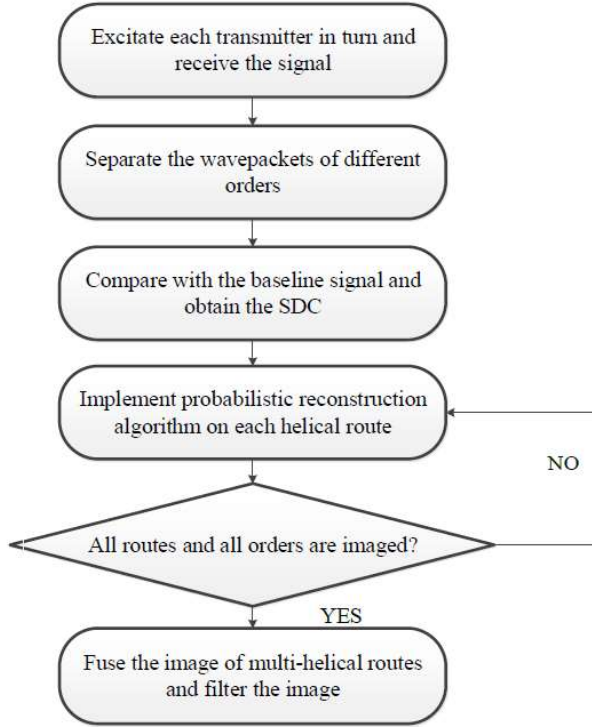 Excitate each transmitter in turn and
receive the signal
Separate the wavepackets of different
orders
Compare with the baseline signal and
obtain the SDC
Implement probabilistic reconstruction
algorithm on each helical route
NO
All routes and all orders are imaged?
YES
Fuse the image of multi-helical routes
and filter the image